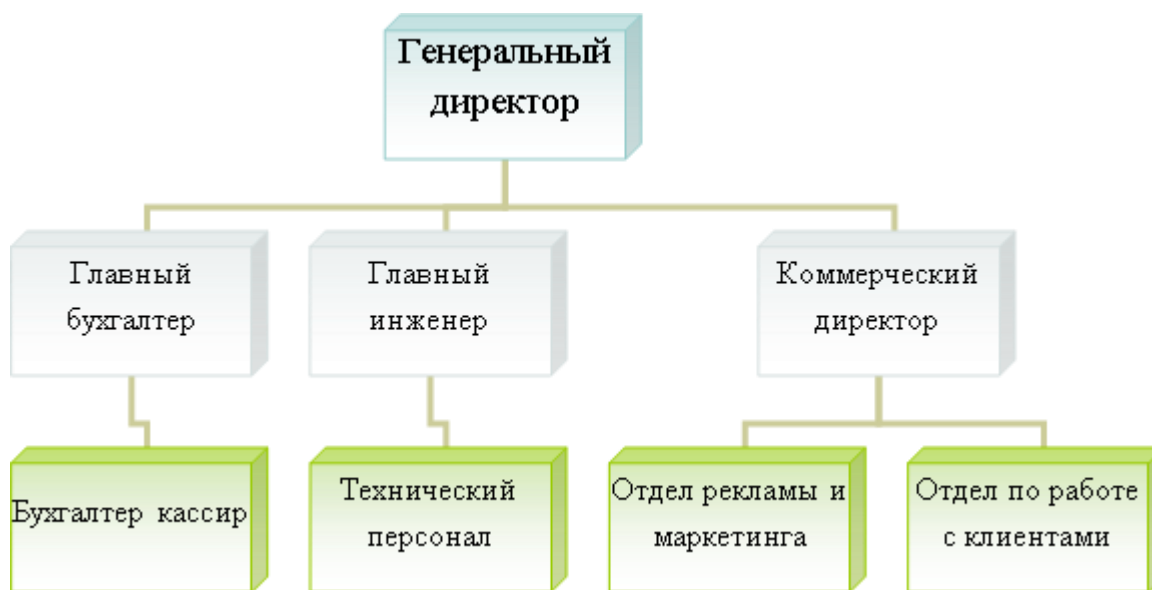 Генеральный
директор
Главный
бухгалтер
Главный
инженер
Коммерческий
директор
Бухгалтер кассир
Технический
персонал
Отдел рекламы и
маркетинга
Отдел по работе
с клиентами